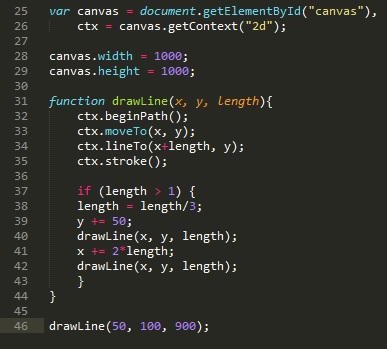 25 var canvas = document.getElementById("canvas"),
26     ctx = canvas.getContext("2d");
27
28 canvas.width = 1000;
29 canvas.height = 1000;
30
31 function drawLine(x, y, length){
32     ctx.beginPath();
33     ctx.moveTo(x, y);
34     ctx.lineTo(x+length, y);
35     ctx.stroke();
36
37     if (length > 1) {
38     length = length/3;
39     y += 50;
40     drawLine(x, y, length);
41     x += 2*length;
42     drawLine(x, y, length);
43     }
44 }
45
46 drawLine(50, 100, 900);